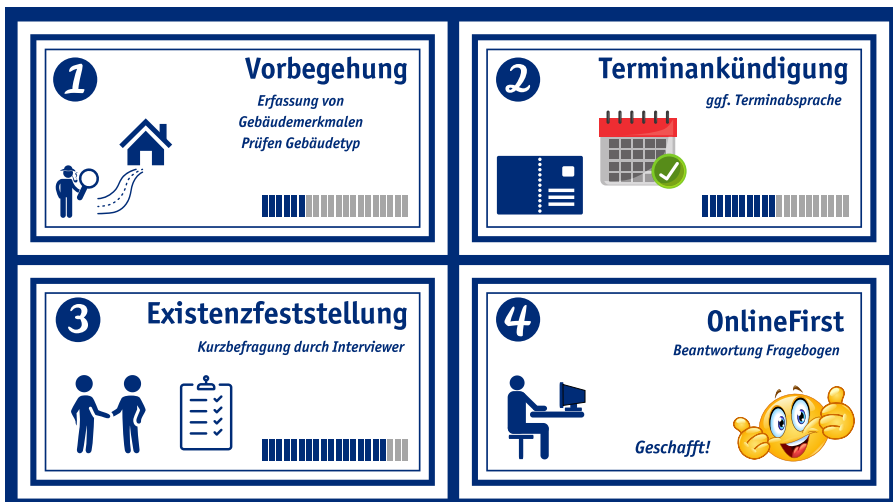 1
Vorbegehung
Erfassung von
Gebäudemerkmalen
Prüfen Gebäudetyp
2
Terminankündigung
ggf. Terminabsprache
3
Existenzfeststellung
Kurzbefragung durch Interviewer
4
OnlineFirst
Beantwortung Fragebogen
Geschafft!